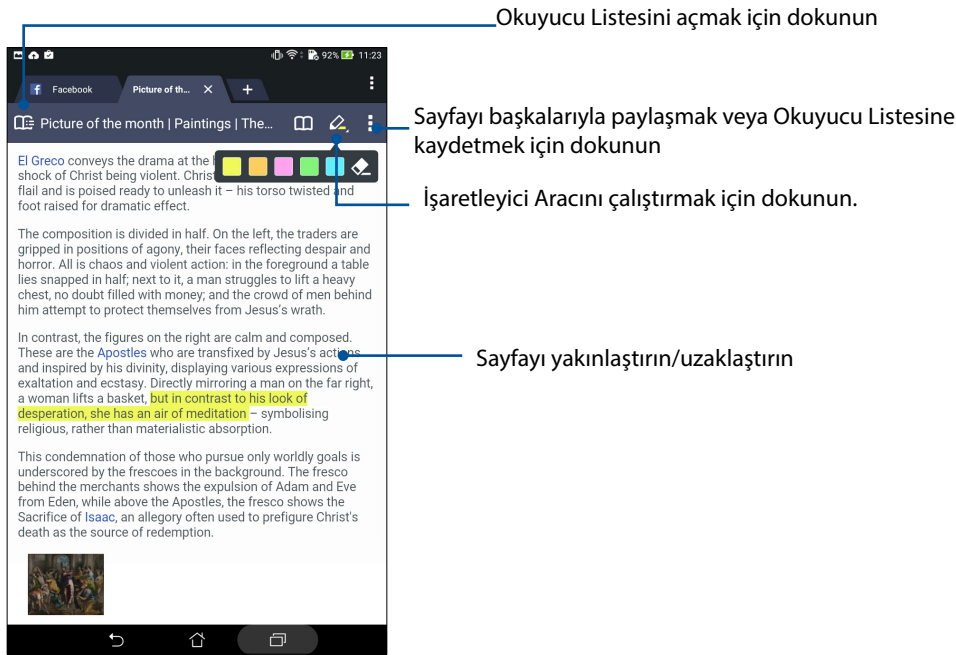 Okuyucu Listesini açmak için dokunun
92% 11:23
Facebook Picture of th...
Picture of the month | Paintings | The...
Sayfayı başkalarıyla paylaşmak veya Okuyucu Listesine
kaydetmek için dokunun
İşaretleyici Aracını çalıştırmak için dokunun.
El Greco conveys the drama at the
shock of Christ being violent. Christ
flail and is poised ready to unleash it – his torso twisted and
foot raised for dramatic effect.
The composition is divided in half. On the left, the traders are
gripped in positions of agony, their faces reflecting despair and
horror. All is chaos and violent action: in the foreground a table
lies snapped in half; next to it, a man struggles to lift a heavy
chest, no doubt filled with money; and the crowd of men behind
him attempt to protect themselves from Jesus's wrath.
In contrast, the figures on the right are calm and composed.
These are the Apostles who are transfixed by Jesus's actions
and inspired by his divinity, displaying various expressions of
exaltation and ecstasy. Directly mirroring a man on the far right,
a woman lifts a basket, but in contrast to his look of
desperation, she has an air of meditation – symbolising
religious, rather than materialistic absorption.
Sayfayı yakınlaştırın/uzaklaştırın
This condemnation of those who pursue only worldly goals is
underscored by the frescoes in the background. The fresco
behind the merchants shows the expulsion of Adam and Eve
from Eden, while above the Apostles, the fresco shows the
Sacrifice of Isaac, an allegory often used to prefigure Christ's
death as the source of redemption.